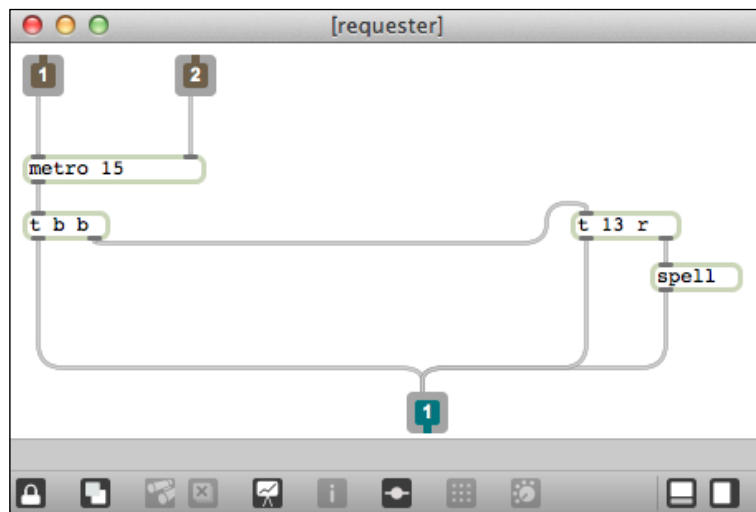 [requester]
1
2
metro 15
t b b
t 13 r
spell
1
i